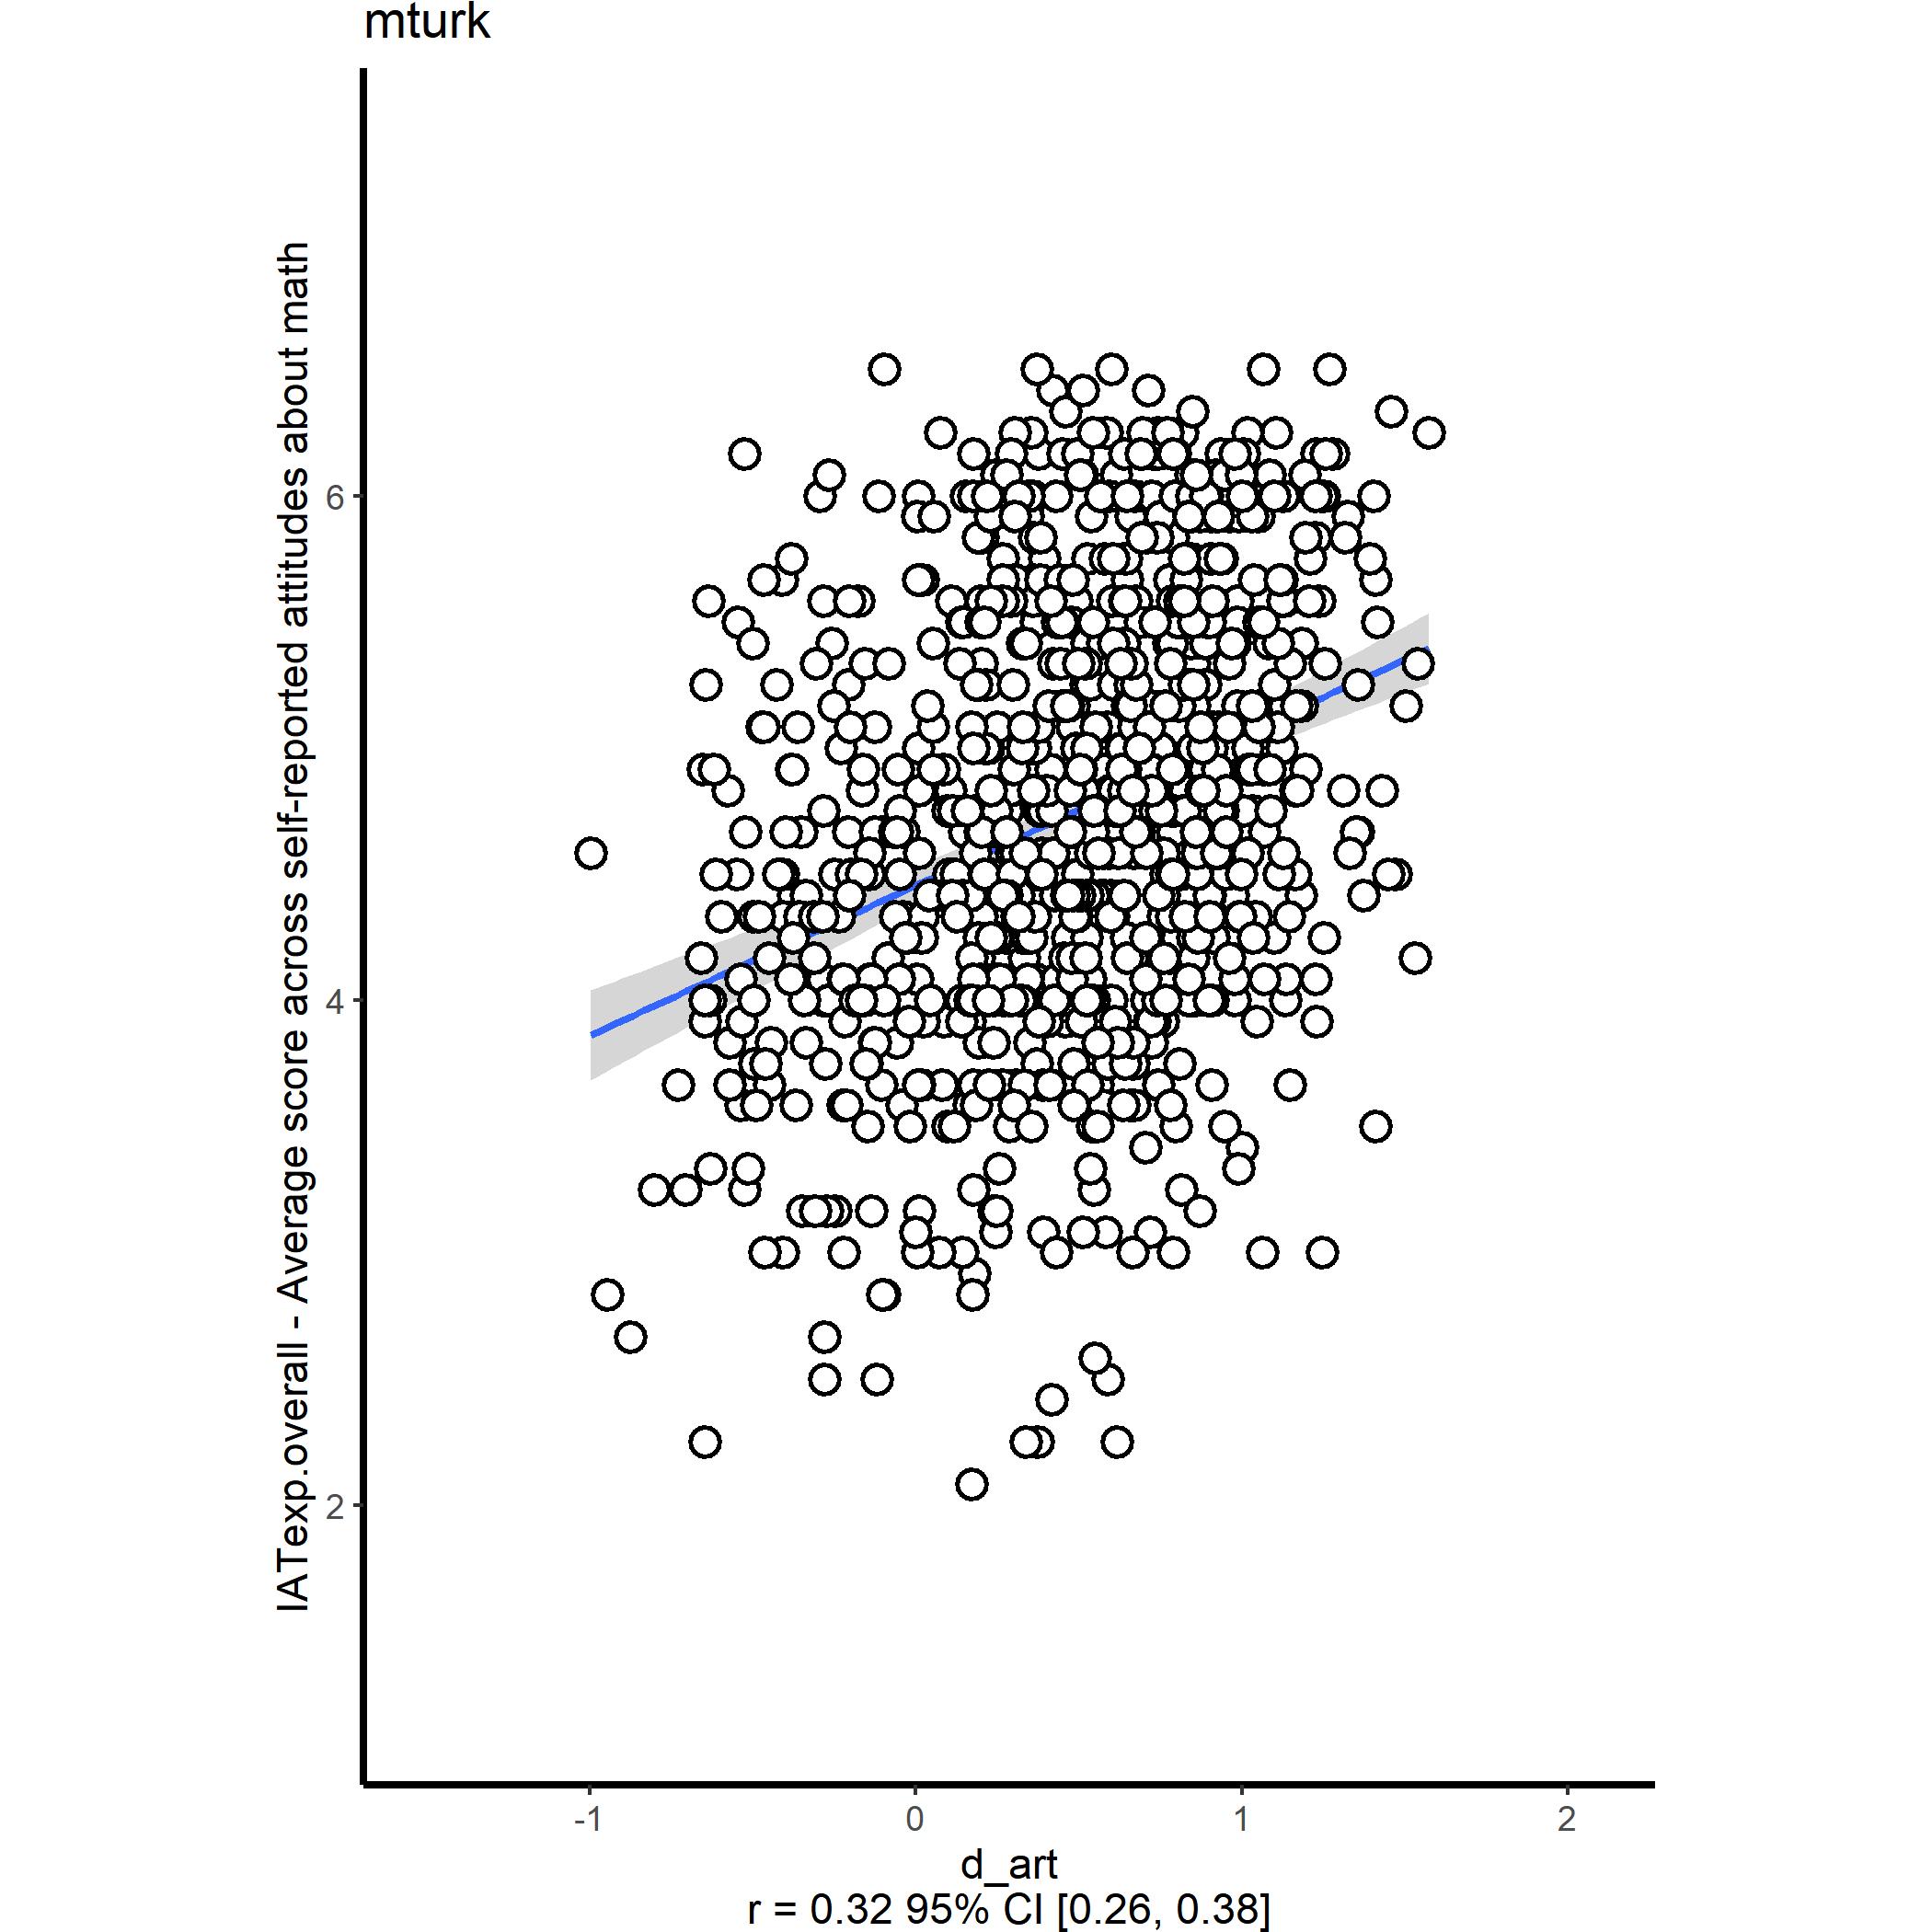 mturk
IATexp.overall - Average score across self-reported attitudes about math
6
4
2
-1
0
1
2
d_art
r = 0.32 95% CI [0.26, 0.38]